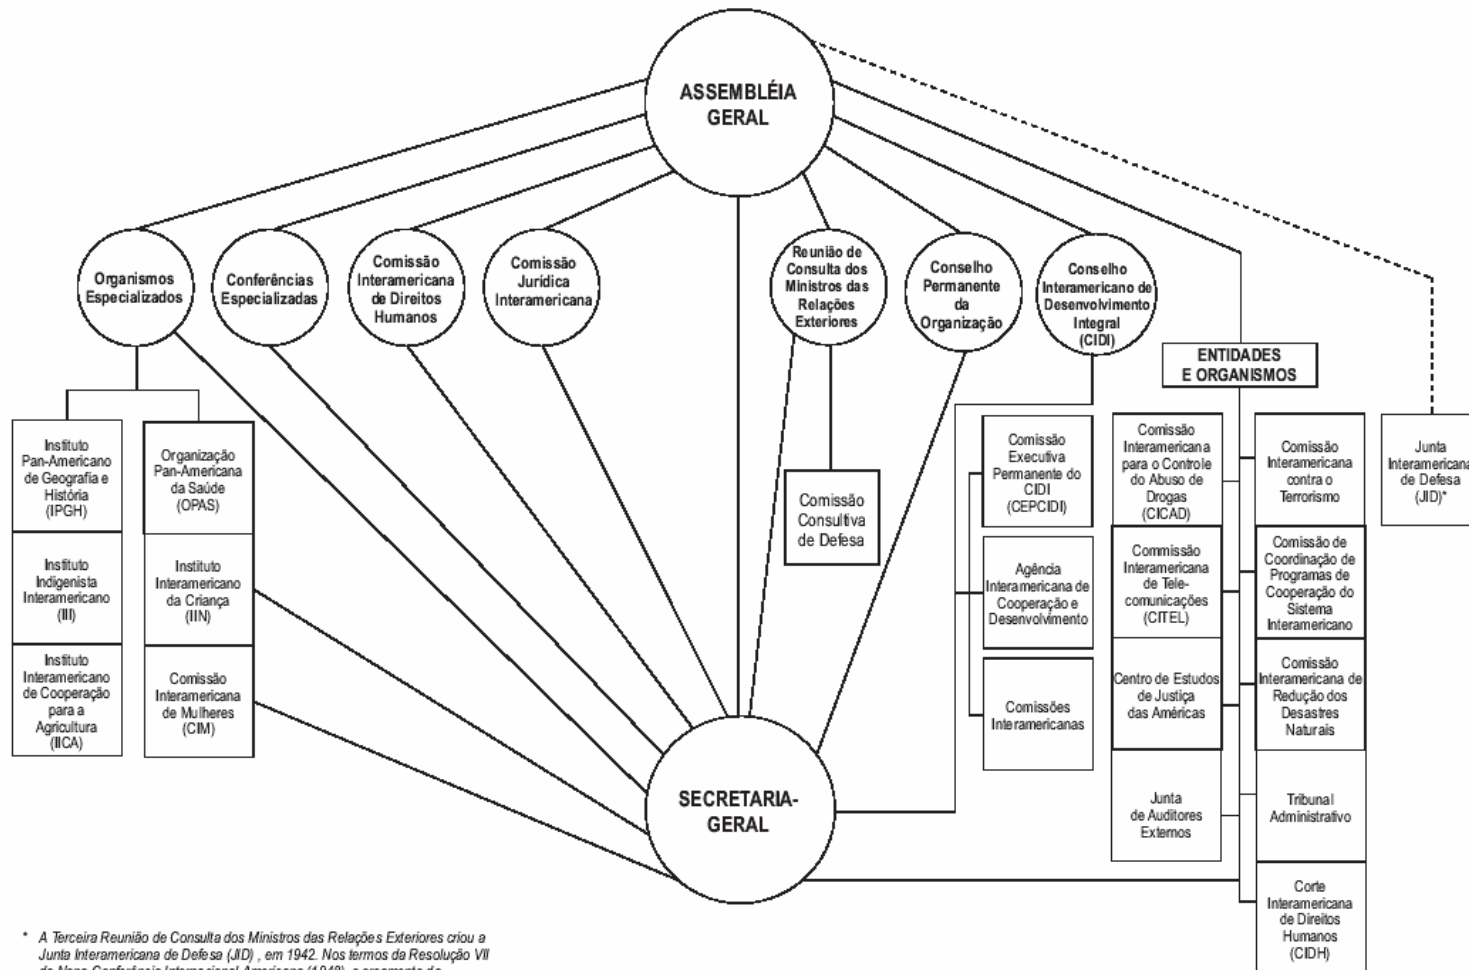 ASSEMBLÉIA
GERAL
Organismos
Especializados
Conferências
Especializadas
Comissão
Interamericana
de Direitos
Humanos
Comissão
Jurídica
Interamericana
Reunião de
Consulta dos
Ministros das
Relações
Exteriores
Conselho
Permanente
da
Organização
Conselho
Interamericano de
Desenvolvimento
Integral
(CIDI)
ENTIDADES
E ORGANISMOS
Instituto
Pan-Americano
de Geografia e
História
(IPGH)
Organização
Pan-Americana
da Saúde
(OPAS)
Instituto
Indigenista
Interamericano
(III)
Instituto
Interamericano
da Criança
(IIN)
Instituto
Interamericano
de Cooperação
para a
Agricultura
(IICA)
Comissão
Interamericana
de Mulheres
(CIM)
Comissão
Consultiva
de Defesa
Comissão
Executiva
Permanente do
CIDI
(CEPCIDI)
Agência
Interamericana de
Cooperação e
Desenvolvimento
Comissões
Interamericanas
Comissão
Interamericana
para o Controle
do Abuso de
Drogas
(CICAD)
Commissão
Interamericana
de Tele-
comunicações
(CITEL)
Centro de Estudos
de Justiça
das Américas
Junta
de Auditores
Externos
Comissão
Interamericana
contra o
Terrorismo
Comissão de
Coordinação de
Programas de
Cooperação do
Sistema
Interamericano
Comissão
Interamericana de
Redução dos
Desastres
Naturais
Tribunal
Administrativo
Corte
Interamericana
de Direitos
Humanos
(CIDH)
Junta
Interamericana
de Defesa
(JID)*
SECRETARIA-
GERAL
* A Terceira Reunião de Consulta dos Ministros das Relações Exteriores criou a
Junta Interamericana de Defesa (JID) , em 1942. Nos termos da Resolução VII
da Nona Conferência Internacional Americana (1948), o orçamento da